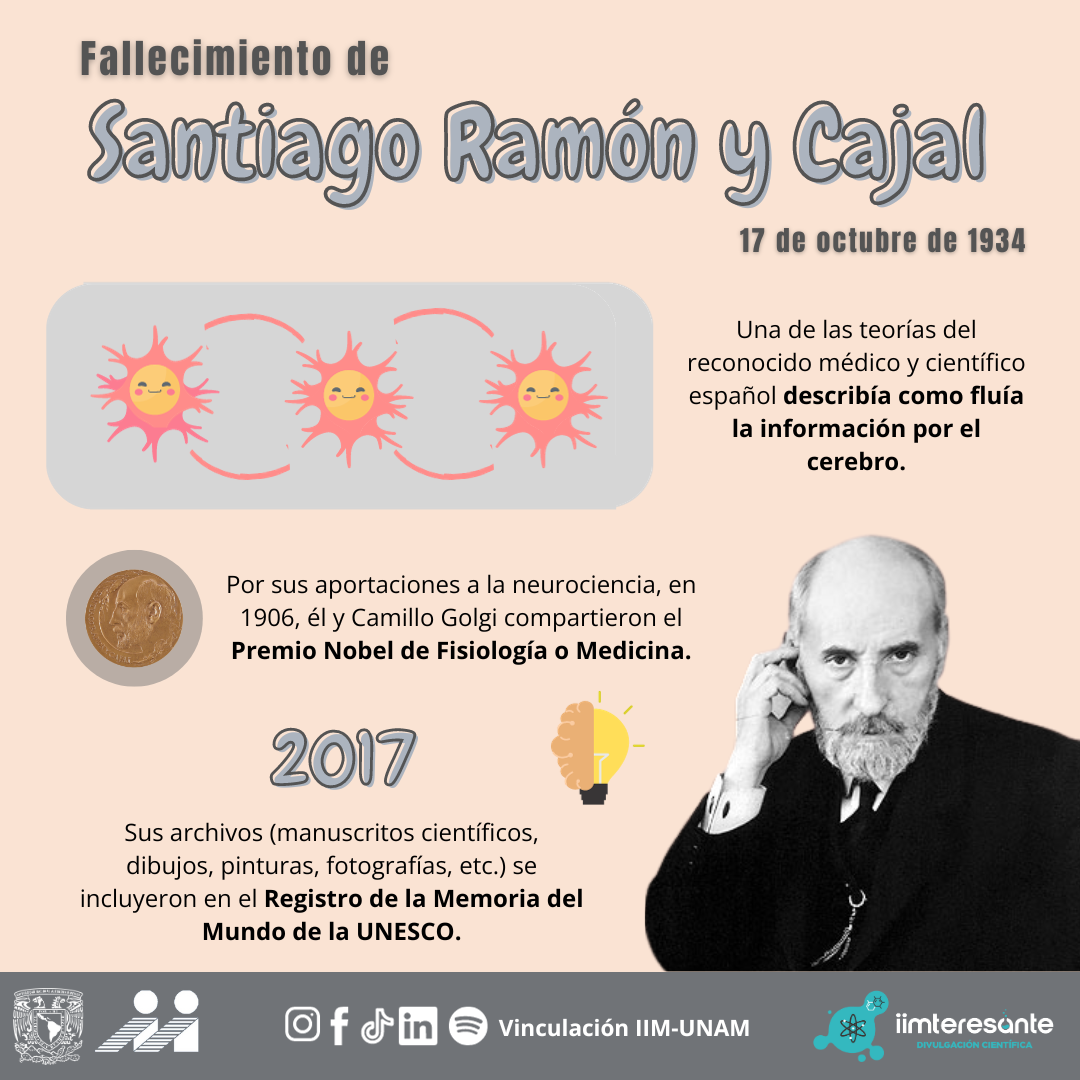 Fallecimiento de
Santiago Ramón y Cajal
17 de octubre de 1934
Una de las teorías del
reconocido médico y científico
español describía como fluía
la información por el
cerebro.
Por sus aportaciones a la neurociencia, en
1906, él y Camillo Golgi compartieron el
Premio Nobel de Fisiología o Medicina.
2017
Sus archivos (manuscritos científicos,
dibujos, pinturas, fotografías, etc.) se
incluyeron en el Registro de la Memoria del
Mundo de la UNESCO.
Vinculación IIM-UNAM
iimteresante
DIVULGACIÓN CIENTÍFICA